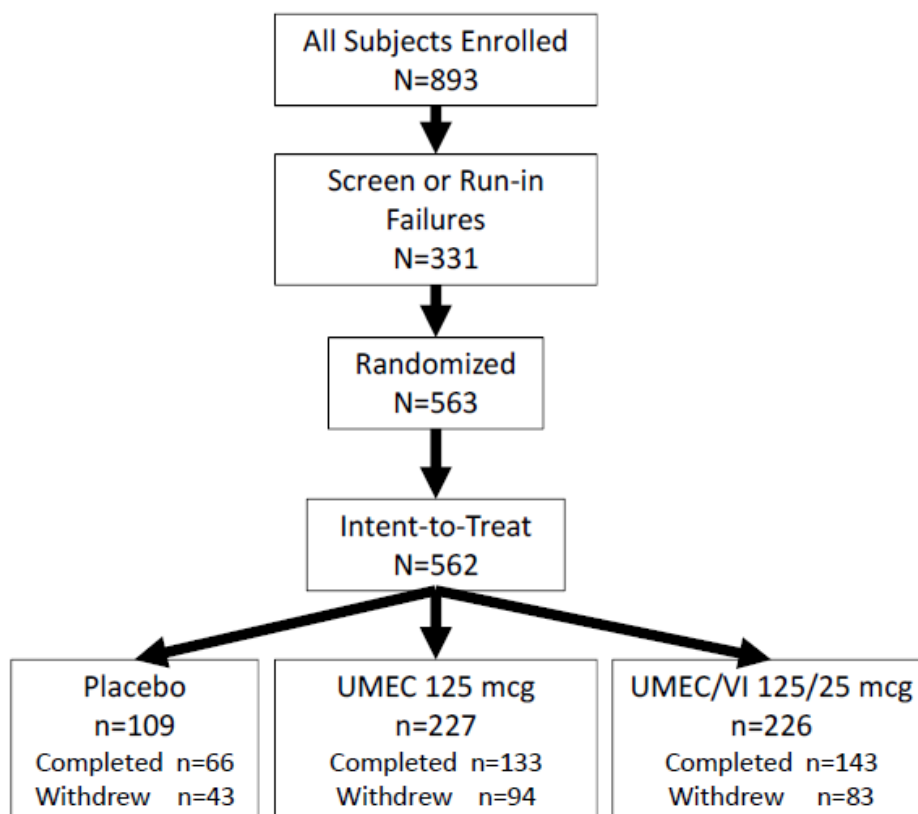 All Subjects Enrolled
N=893
Screen or Run-in
Failures
N=331
Randomized
N=563
Intent-to-Treat
N=562
Placebo
n=109
Completed n=66
Withdrew n=43
UMEC 125 mcg
n=227
Completed n=133
Withdrew n=94
UMEC/VI 125/25 mcg
n=226
Completed n=143
Withdrew n=83